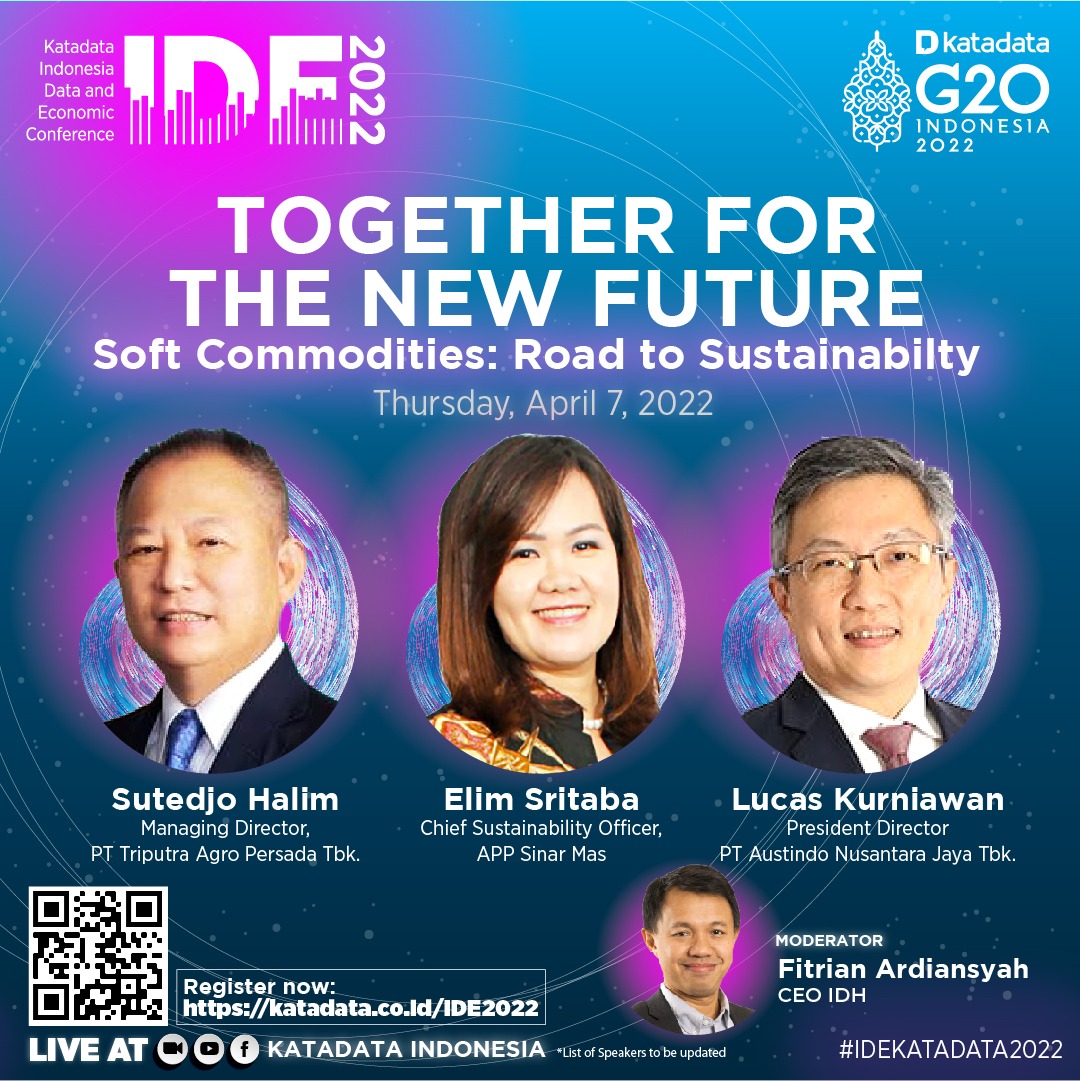 Katadata
Indonesia
Data and
Economic
Conference
IDE
2022
katadata
G20
INDONESIA
2022
TOGETHER FOR
THE NEW FUTURE
Soft Commodities: Road to Sustainabilty
Thursday, April 7, 2022
Sutedjo Halim
Managing Director,
PT Triputra Agro Persada Tbk.
Elim Sritaba
Chief Sustainability Officer,
APP Sinar Mas
Lucas Kurniawan
President Director
PT Austindo Nusantara Jaya Tbk.
MODERATOR
Fitrian Ardiansyah
CEO IDH
Register now:
https://katadata.co.id/IDE2022
LIVE AT KATADATA INDONESIA
*List of Speakers to be updated
#IDEKATADATA2022